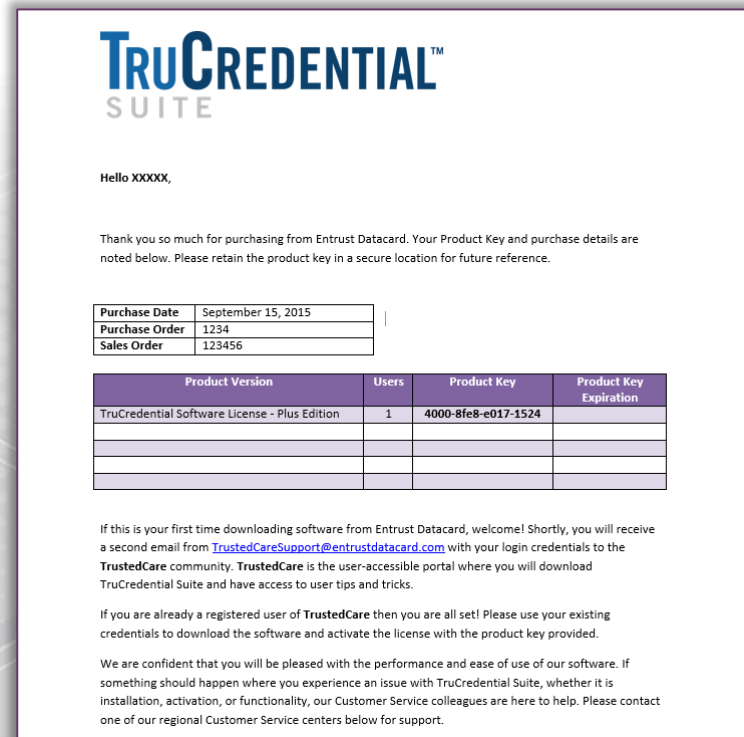 TRUCREDENTIAL™
SUITE
Hello XXXXX,
Thank you so much for purchasing from Entrust Datacard. Your Product Key and purchase details are
noted below. Please retain the product key in a secure location for future reference.
Purchase Date September 15, 2015
Purchase Order 1234
Sales Order 123456
Product Version Users Product Key Product Key
Expiration
TruCredential Software License - Plus Edition 1 4000-8fe8-e017-1524
If this is your first time downloading software from Entrust Datacard, welcome! Shortly, you will receive
a second email from TrustedCareSupport@entrustdatacard.com with your login credentials to the
TrustedCare community. TrustedCare is the user-accessible portal where you will download
TruCredential Suite and have access to user tips and tricks.
If you are already a registered user of TrustedCare then you are all set! Please use your existing
credentials to download the software and activate the license with the product key provided.
We are confident that you will be pleased with the performance and ease of use of our software. If
something should happen where you experience an issue with TruCredential Suite, whether it is
installation, activation, or functionality, our Customer Service colleagues are here to help. Please contact
one of our regional Customer Service centers below for support.